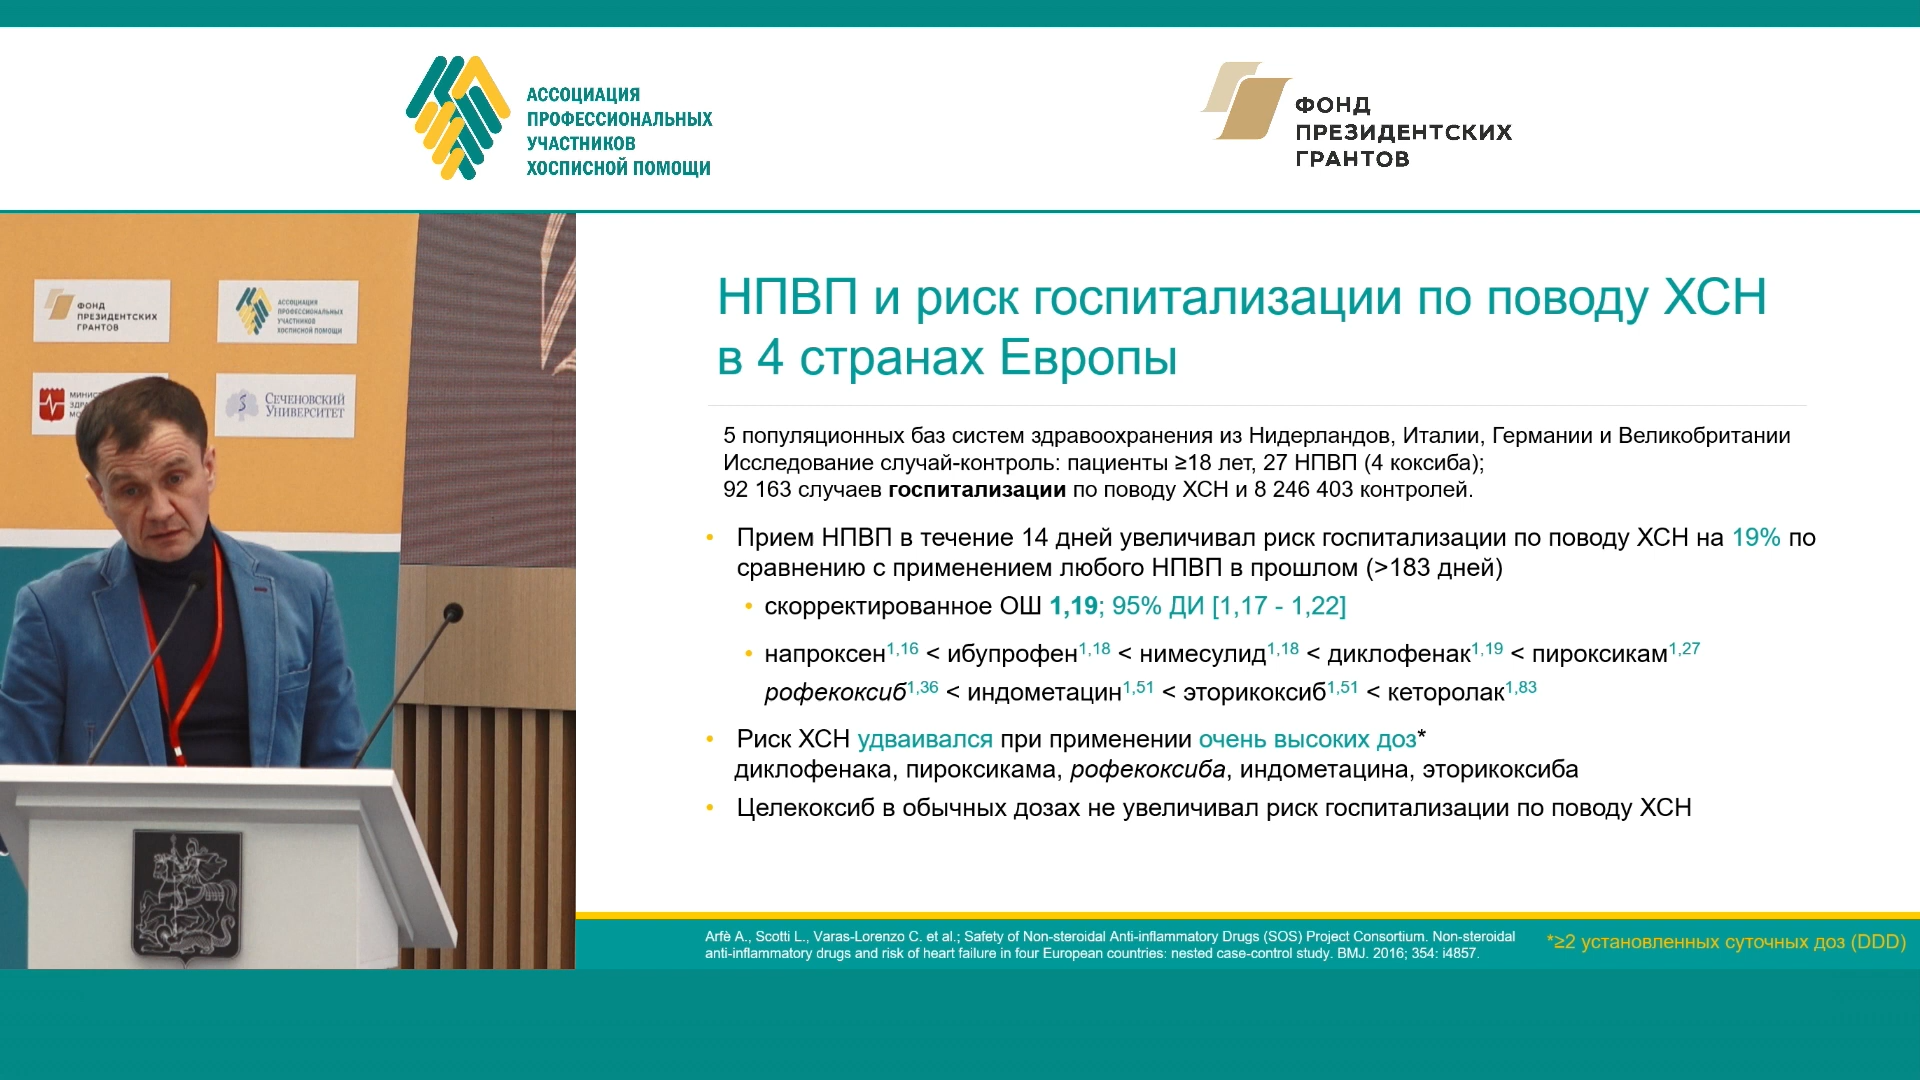 АССОЦИАЦИЯ
ПРОФЕССИОНАЛЬНЫХ
УЧАСТНИКОВ
ХОСПИСНОЙ ПОМОЩИ
ФОНД
ПРЕЗИДЕНТСКИХ
ГРАНТОВ
ФОНД
ПРЕЗИДЕНТСКИХ
ГРАНТОВ
АССОЦИАЦИЯ
ПРОФЕССИОНАЛЬНЫХ
УЧАСТНИКОВ
ХОСПИСНОЙ ПОМОЩИ
СЕЧЕНОВСКИЙ
УНИВЕРСИТЕТ
НПВП и риск госпитализации по поводу ХСН
в 4 странах Европы
5 популяционных баз систем здравоохранения из Нидерландов, Италии, Германии и Великобритании
Исследование случай-контроль: пациенты ≥18 лет, 27 НПВП (4 коксиба);
92 163 случаев госпитализации по поводу ХСН и 8 246 403 контролей.
• Прием НПВП в течение 14 дней увеличивал риск госпитализации по поводу ХСН на 19% по
сравнению с применением любого НПВП в прошлом (>183 дней)
• скорректированное ОШ 1,19; 95% ДИ [1,17 - 1,22]
• напроксен1,16 < ибупрофен1,18 < нимесулид1,18 < диклофенак1,19 < пироксикам1,27
рофекоксиб1,36 < индометацин1,51 < эторикоксиб1,51 < кеторолак1,83
• Риск ХСН удваивался при применении очень высоких доз*
диклофенака, пироксикама, рофекоксиба, индометацина, эторикоксиба
• Целекоксиб в обычных дозах не увеличивал риск госпитализации по поводу ХСН
Arfè A., Scotti L., Varas-Lorenzo C. et al.; Safety of Non-steroidal Anti-inflammatory Drugs (SOS) Project Consortium. Non-steroidal
anti-inflammatory drugs and risk of heart failure in four European countries: nested case-control study. BMJ. 2016; 354: i4857.
*≥2 установленных суточных доз (DDD)